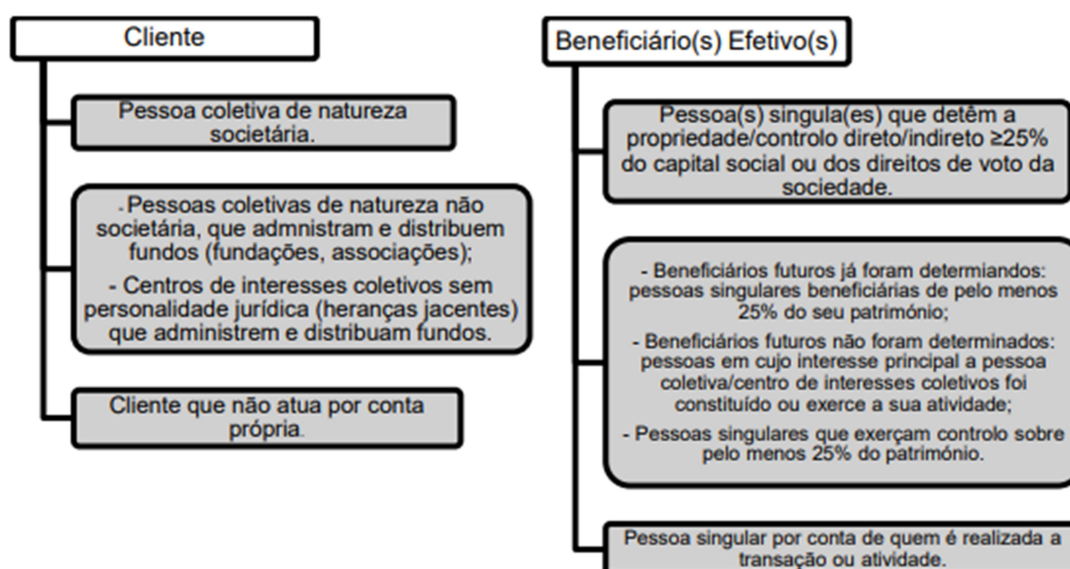 Cliente
Pessoa coletiva de natureza
societária.
- Pessoas coletivas de natureza não
societária, que admnistram e distribuem
fundos (fundações, associações);
- Centros de interesses coletivos sem
personalidade jurídica (heranças jacentes)
que administrem e distribuam fundos.
Cliente que não atua por conta
própria.
Beneficiário(s) Efetivo(s)
Pessoa(s) singula(es) que detêm a
propriedade/controlo direto/indireto ≥25%
do capital social ou dos direitos de voto da
sociedade.
- Beneficiários futuros já foram determiandos:
pessoas singulares beneficiárias de pelo menos
25% do seu património;
- Beneficiários futuros não foram determinados:
pessoas em cujo interesse principal a pessoa
coletiva/centro de interesses coletivos foi
constituído ou exerce a sua atividade;
- Pessoas singulares que exerçam controlo sobre
pelo menos 25% do património.
Pessoa singular por conta de quem é realizada a
transação ou atividade.